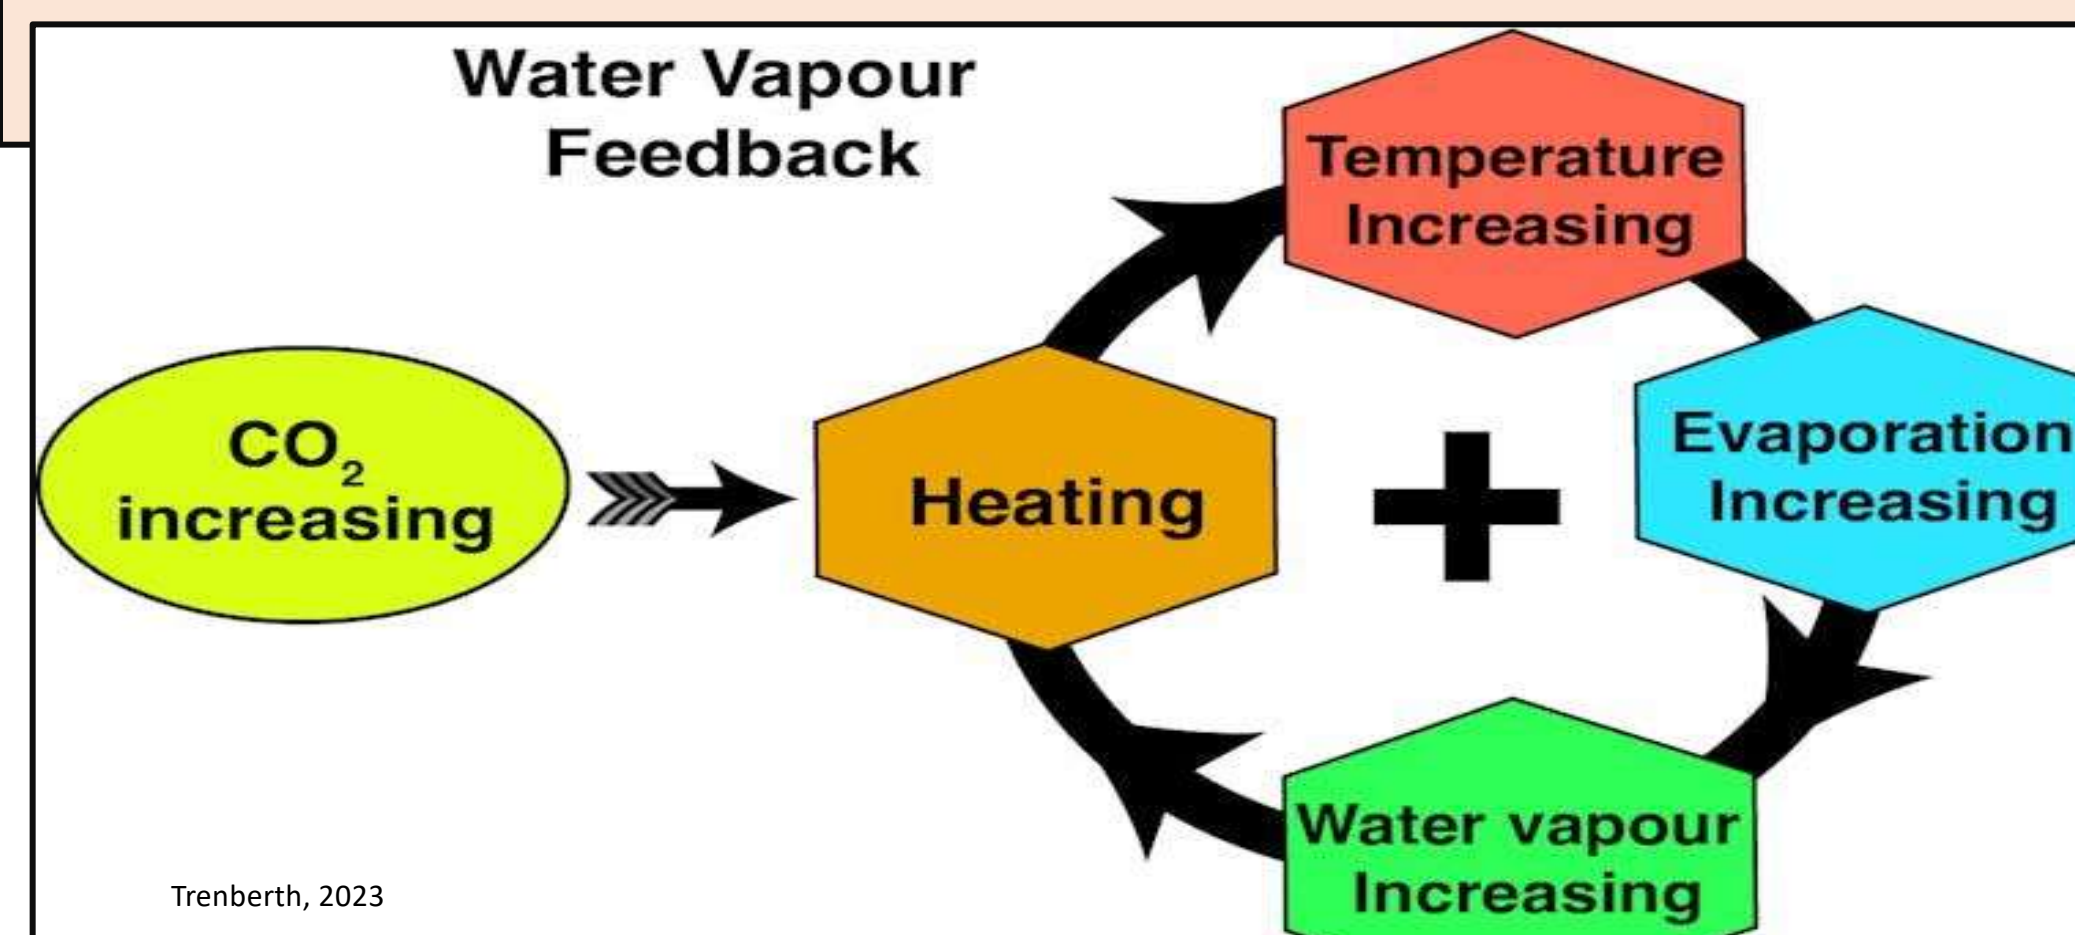 Water Vapour
Feedback
Temperature
Increasing
CO₂
increasing
Heating
+
Evaporation
Increasing
Water vapour
Increasing
Trenberth, 2023